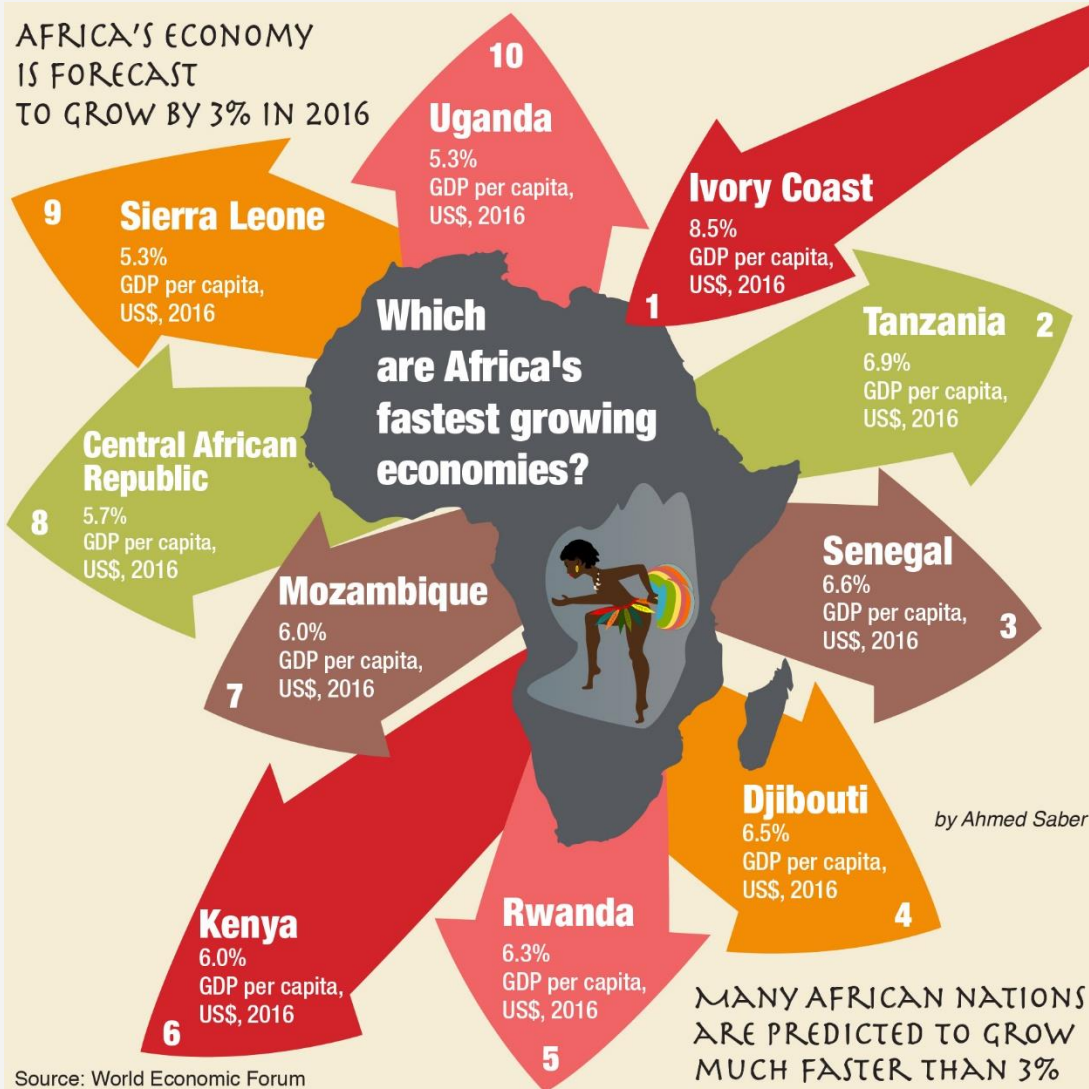 AFRICA'S ECONOMY
IS FORECAST
TO GROW BY 3% IN 2016
Which
are Africa's
fastest growing
economies?
1
Ivory Coast
8.5%
GDP per capita,
US$, 2016
Tanzania 2
6.9%
GDP per capita,
US$, 2016
Senegal
6.6%
GDP per capita,
US$, 2016
3
Djibouti
6.5%
GDP per capita,
US$, 2016
4
Rwanda
6.3%
GDP per capita,
US$, 2016
5
Kenya
6.0%
GDP per capita,
US$, 2016
6
Mozambique
6.0%
GDP per capita,
US$, 2016
7
Central African
Republic
5.7%
GDP per capita,
US$, 2016
8
9
Sierra Leone
5.3%
GDP per capita,
US$, 2016
10
Uganda
5.3%
GDP per capita,
US$, 2016
by Ahmed Saber
MANY AFRICAN NATIONS
ARE PREDICTED TO GROW
MUCH FASTER THAN 3%
Source: World Economic Forum